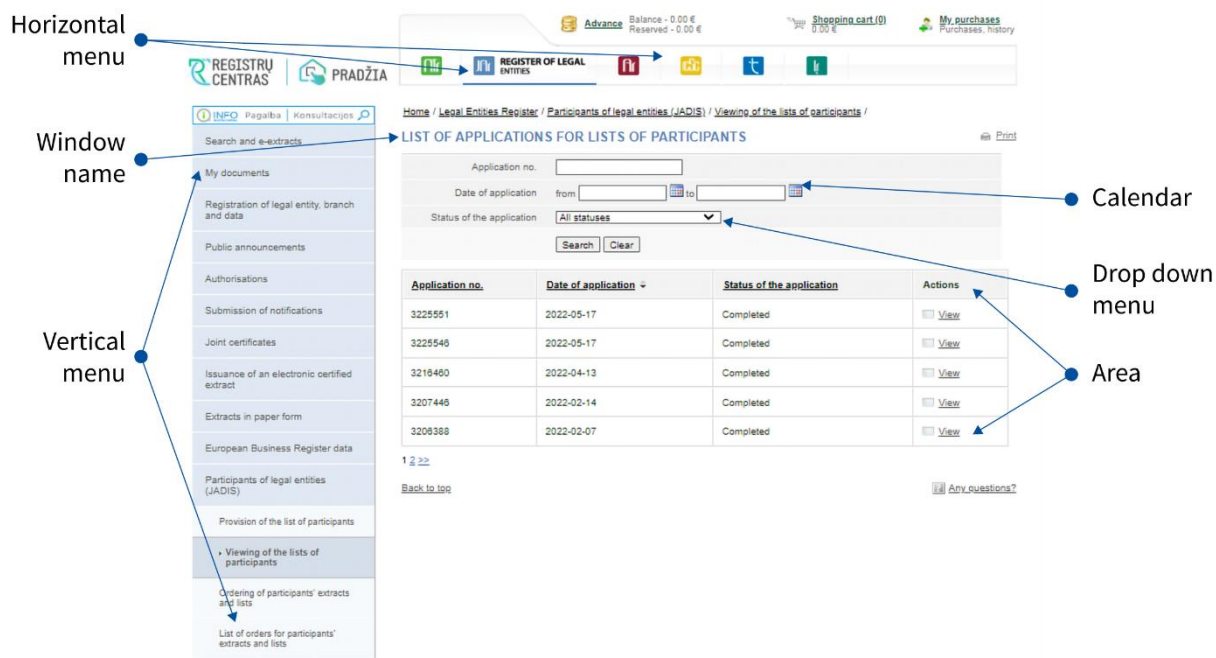 Horizontal
menu
Advance
Balance - 0.00 €
Reserved - 0.00 €
Shopping cart (0)
0.00 €
My purchases
Purchases, history
REGISTRŲ
CENTRAS
PRADŽIA
REGISTER OF LEGAL
ENTITIES
INFO Pagalba | Konsultacijos
Home / Legal Entities Register / Participants of legal entities (JADIS) / Viewing of the lists of participants /
Window
name
LIST OF APPLICATIONS FOR LISTS OF PARTICIPANTS
Print
Search and e-extracts
My documents
Registration of legal entity, branch
and data
Public announcements
Authorisations
Submission of notifications
Joint certificates
Issuance of an electronic certified
extract
Extracts in paper form
European Business Register data
Participants of legal entities
(JADIS)
Provision of the list of participants
Viewing of the lists of
participants
Ordering of participants' extracts
and lists
List of orders for participants'
extracts and lists
Vertical
menu
Application no.
Date of application from to
Status of the application All statuses
Search Clear
Calendar
Drop down
menu
Application no. Date of application Status of the application Actions
3225551 2022-05-17 Completed View
3225546 2022-05-17 Completed View
3216460 2022-04-13 Completed View
3207446 2022-02-14 Completed View
3206388 2022-02-07 Completed View
Area
1 2 >>
Back to top
Any questions?